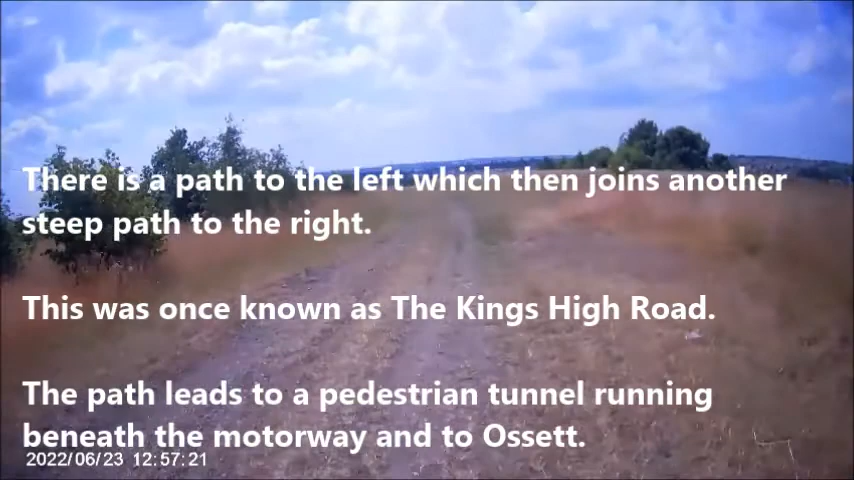 There is a path to the left which then joins another
steep path to the right.
This was once known as The Kings High Road.
The path leads to a pedestrian tunnel running
beneath the motorway and to Ossett.
2022/06/23 12:57:21